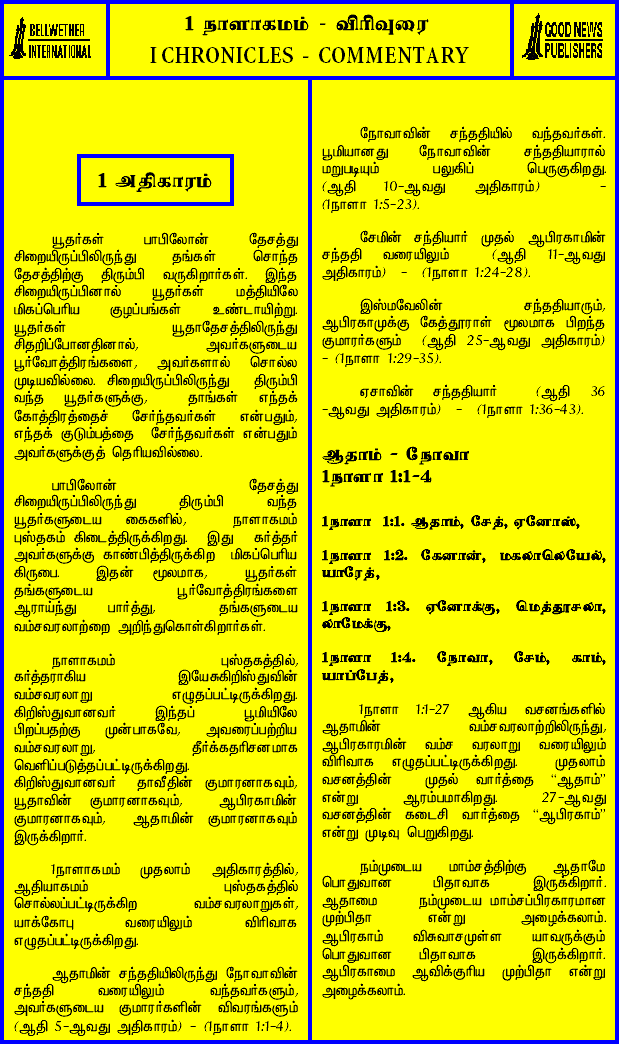 BELLWETHER
INTERNATIONAL
1 நாளாகமம் - விரிவுரை
I CHRONICLES - COMMENTARY
GOOD NEWS
PUBLISHERS
1 அதிகாரம்
யூதர்கள் பாபிலோன் தேசத்து
சிறையிருப்பிலிருந்து தங்கள் சொந்த
தேசத்திற்கு திரும்பி வருகிறார்கள். இந்த
சிறையிருப்பினால் யூதர்கள் மத்தியிலே
மிகப்பெரிய குழப்பங்கள் உண்டாயிற்று.
யூதர்கள் யூதாதேசத்திலிருந்து
சிதறிப்போனதினால், அவர்களுடைய
பூர்வோத்திரங்களை, அவர்களால் சொல்ல
முடியவில்லை. சிறையிருப்பிலிருந்து திரும்பி
வந்த யூதர்களுக்கு, தாங்கள் எந்தக்
கோத்திரத்தைச் சேர்ந்தவர்கள் என்பதும்,
எந்தக் குடும்பத்தை சேர்ந்தவர்கள் என்பதும்
அவர்களுக்குத் தெரியவில்லை.
பாபிலோன் தேசத்து
சிறையிருப்பிலிருந்து திரும்பி வந்த
யூதர்களுடைய கைகளில், நாளாகமம்
புஸ்தகம் கிடைத்திருக்கிறது. இது கர்த்தர்
அவர்களுக்கு காண்பித்திருக்கிற மிகப்பெரிய
கிருபை. இதன் மூலமாக, யூதர்கள்
தங்களுடைய பூர்வோத்திரங்களை
ஆராய்ந்து பார்த்து, தங்களுடைய
வம்சவரலாற்றை அறிந்துகொள்கிறார்கள்.
நாளாகமம் புஸ்தகத்தில்,
கர்த்தராகிய இயேசுகிறிஸ்துவின்
வம்சவரலாறு எழுதப்பட்டிருக்கிறது.
கிறிஸ்துவானவர் இந்தப் பூமியிலே
பிறப்பதற்கு முன்பாகவே, அவரைப்பற்றிய
வம்சவரலாறு, தீர்க்கதரிசனமாக
வெளிப்படுத்தப்பட்டிருக்கிறது.
கிறிஸ்துவானவர் தாவீதின் குமாரனாகவும்,
யூதாவின் குமாரனாகவும், ஆபிரகாமின்
குமாரனாகவும், ஆதாமின் குமாரனாகவும்
இருக்கிறார்.
1நாளாகமம் முதலாம் அதிகாரத்தில்,
ஆதியாகமம் புஸ்தகத்தில்
சொல்லப்பட்டிருக்கிற வம்சவரலாறுகள்,
யாக்கோபு வரையிலும் விரிவாக
எழுதப்பட்டிருக்கிறது.
ஆதாமின் சந்ததியிலிருந்து நோவாவின்
சந்ததி வரையிலும் வந்தவர்களும்,
அவர்களுடைய குமாரர்களின் விவரங்களும்
(ஆதி 5-ஆவது அதிகாரம்) - (1நாளா 1:1-4).
நோவாவின் சந்ததியில் வந்தவர்கள்.
பூமியானது நோவாவின் சந்ததியாரால்
மறுபடியும் பலுகிப் பெருகுகிறது.
(ஆதி 10-ஆவது அதிகாரம்) -
(1நாளா 1:5-23).
சேமின் சந்தியார் முதல் ஆபிரகாமின்
சந்ததி வரையிலும் (ஆதி 11-ஆவது
அதிகாரம்) - (1நாளா 1:24-28).
இஸ்மவேலின் சந்ததியாரும்,
ஆபிரகாமுக்கு கேத்தூராள் மூலமாக பிறந்த
குமாரர்களும் (ஆதி 25-ஆவது அதிகாரம்)
- (1நாளா 1:29-35).
ஏசாவின் சந்ததியார் (ஆதி 36
-ஆவது அதிகாரம்) - (1நாளா 1:36-43).
ஆதாம் - நோவா
1நாளா 1:1-4
1நாளா 1:1. ஆதாம், சேத், ஏனோஸ்,
1நாளா 1:2. கேனான், மகலாலெயேல்,
யாரேத்,
1நாளா 1:3. ஏனோக்கு, மெத்தூசலா,
லாமேக்கு,
1நாளா 1:4. நோவா, சேம், காம்,
யாப்பேத்,
1நாளா 1:1-27 ஆகிய வசனங்களில்
ஆதாமின் வம்சவரலாற்றிலிருந்து,
ஆபிரகாரமின் வம்ச வரலாறு வரையிலும்
விரிவாக எழுதப்பட்டிருக்கிறது. முதலாம்
வசனத்தின் முதல் வார்த்தை “ஆதாம்”
என்று ஆரம்பமாகிறது. 27-ஆவது
வசனத்தின் கடைசி வார்த்தை “ஆபிரகாம்”
என்று முடிவு பெறுகிறது.
நம்முடைய மாம்சத்திற்கு ஆதாமே
பொதுவான பிதாவாக இருக்கிறார்.
ஆதாமை நம்முடைய மாம்சப்பிரகாரமான
முற்பிதா என்று அழைக்கலாம்.
ஆபிரகாம் விசுவாசமுள்ள யாவருக்கும்
பொதுவான பிதாவாக இருக்கிறார்.
ஆபிரகாமை ஆவிக்குரிய முற்பிதா என்று
அழைக்கலாம்.